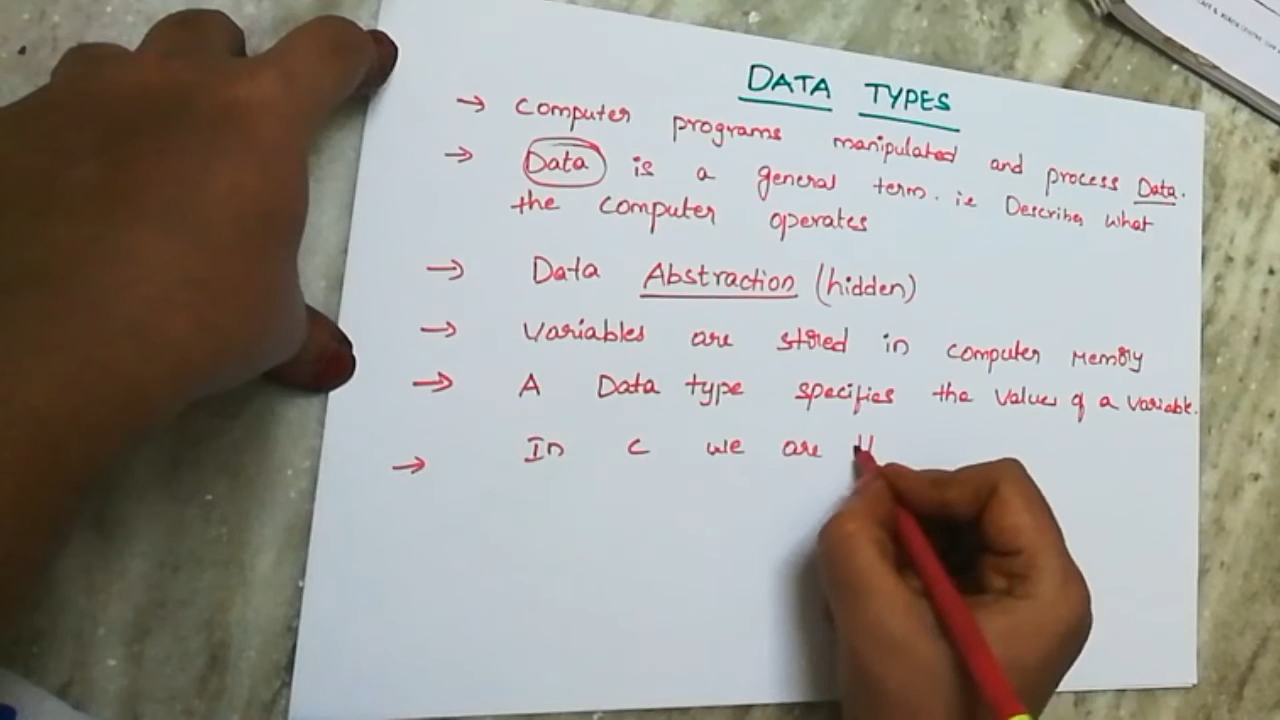 DATA TYPES
→ Computer programs manipulated and process Data.
→ Data is a general term. ie Describes what
the computer operates
→ Data Abstraction (hidden)
→ Variables are stored in computer Memory
→ A Data type specifies the values of a variable.
→ In C we are